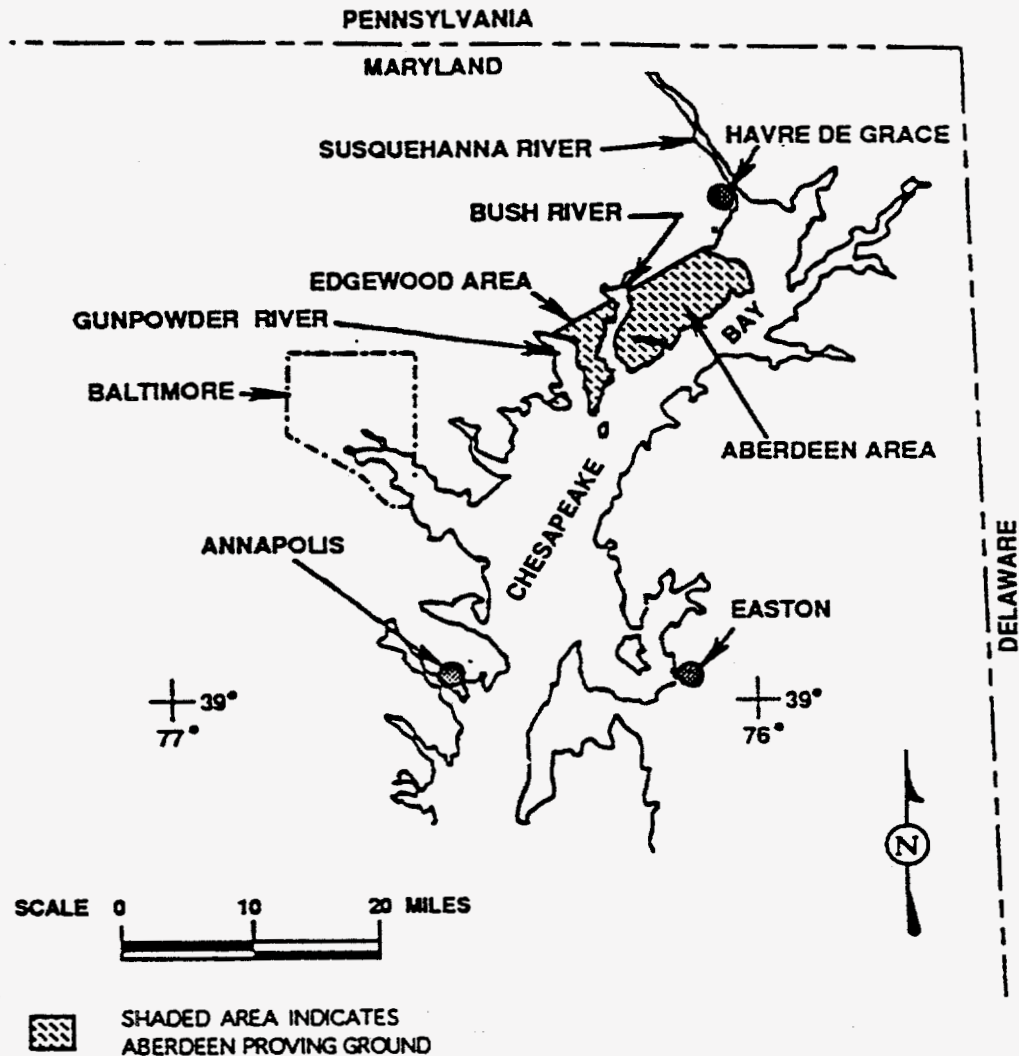 PENNSYLVANIA
MARYLAND
SUSQUEHANNA RIVER
HAVRE DE GRACE
BUSH RIVER
EDGEWOOD AREA
GUNPOWDER RIVER
BAY
BALTIMORE
ABERDEEN AREA
CHESAPEAKE
ANNAPOLIS
EASTON
DELAWARE
39°
77°
39°
76°
N
SCALE 0 10 20 MILES
SHADED AREA INDICATES
ABERDEEN PROVING GROUND